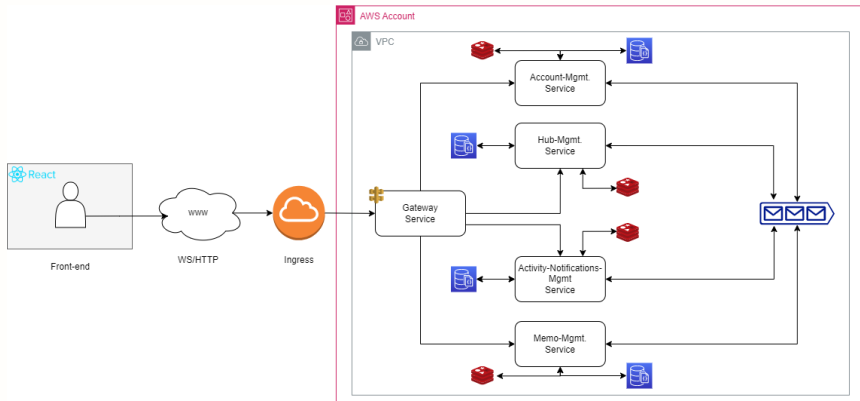 AWS Account
VPC
Account-Mgmt.
Service
Hub-Mgmt.
Service
React
www
Gateway
Service
Front-end
WS/HTTP
Ingress
Activity-Notifications-
Mgmt
Service
Memo-Mgmt.
Service